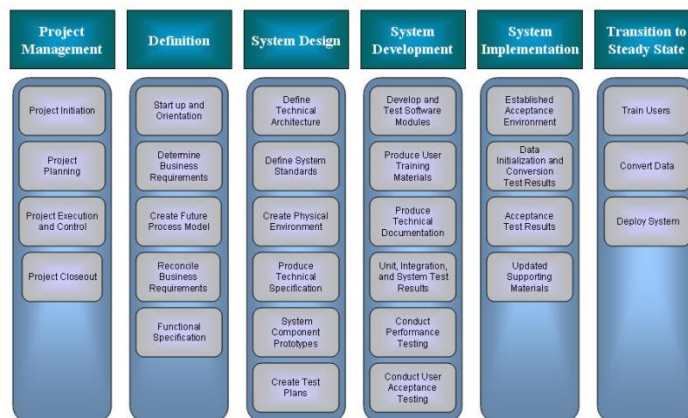 Project
Management
Definition
System Design
System
Development
System
Implementation
Transition to
Steady State
Project Initiation
Project
Planning
Project Execution
and Control
Project Closeout
Start up and
Orientation
Determine
Business
Requirements
Create Future
Process Model
Reconcile
Business
Requirements
Functional
Specification
Define
Technical
Architecture
Define System
Standards
Create Physical
Environment
Produce
Technical
Specification
System
Component
Prototypes
Create Test
Plans
Develop and
Test Software
Modules
Produce User
Training
Materials
Produce
Technical
Documentation
Unit, Integration,
and System Test
Results
Conduct
Performance
Testing
Conduct User
Acceptance
Testing
Established
Acceptance
Environment
Data
Initialization and
Conversion
Test Results
Acceptance
Test Results
Updated
Supporting
Materials
Train Users
Convert Data
Deploy System